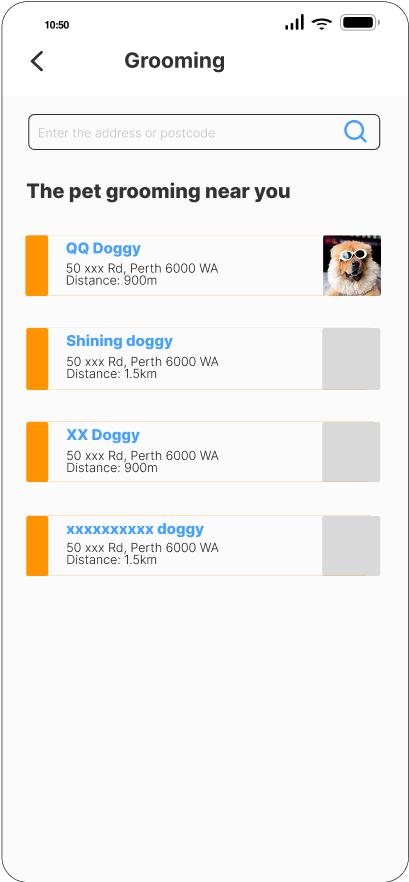 10:50
Grooming
Enter the address or postcode
The pet grooming near you
QQ Doggy
50 xxx Rd, Perth 6000 WA
Distance: 900m
Shining doggy
50 xxx Rd, Perth 6000 WA
Distance: 1.5km
XX Doggy
50 xxx Rd, Perth 6000 WA
Distance: 900m
xxxxxxxxxx doggy
50 xxx Rd, Perth 6000 WA
Distance: 1.5km